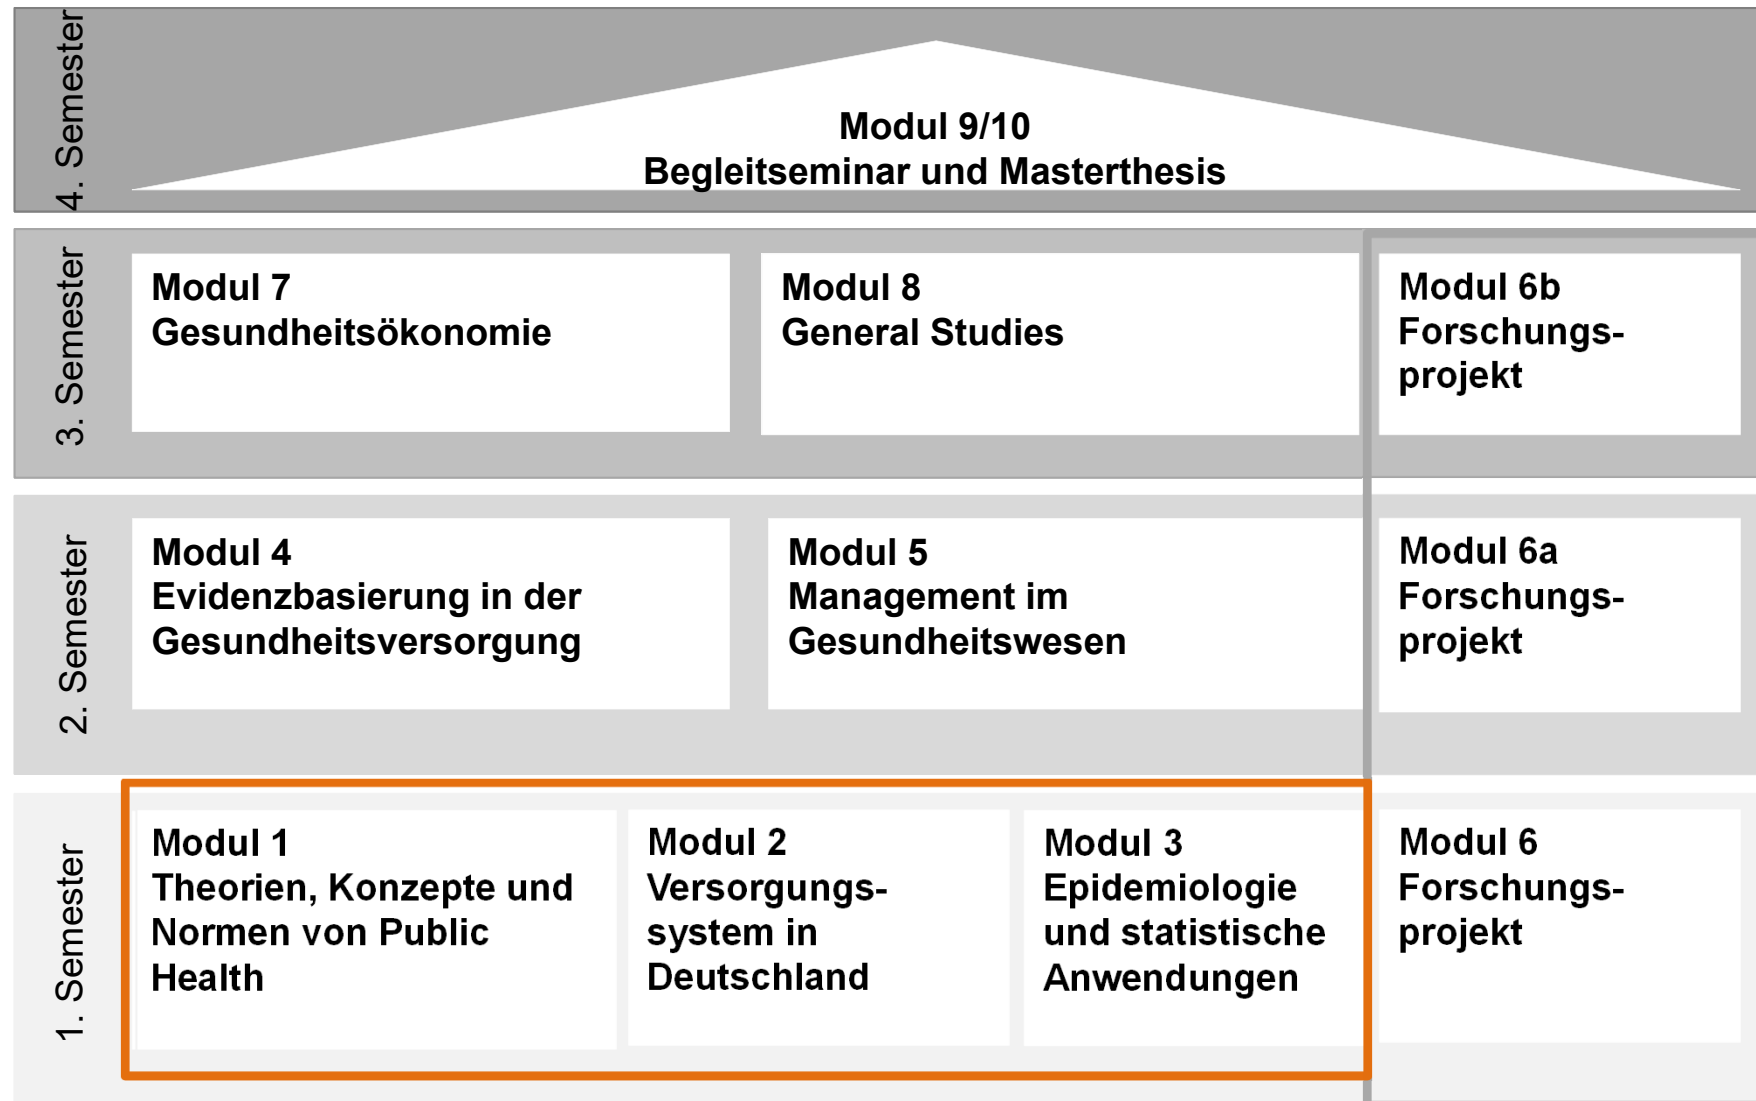 4. Semester
Modul 9/10
Begleitseminar und Masterthesis
3. Semester
Modul 7
Gesundheitsökonomie
Modul 8
General Studies
Modul 6b
Forschungs-
projekt
2. Semester
Modul 4
Evidenzbasierung in der
Gesundheitsversorgung
Modul 5
Management im
Gesundheitswesen
Modul 6a
Forschungs-
projekt
1. Semester
Modul 1
Theorien, Konzepte und
Normen von Public
Health
Modul 2
Versorgungs-
system in
Deutschland
Modul 3
Epidemiologie
und statistische
Anwendungen
Modul 6
Forschungs-
projekt